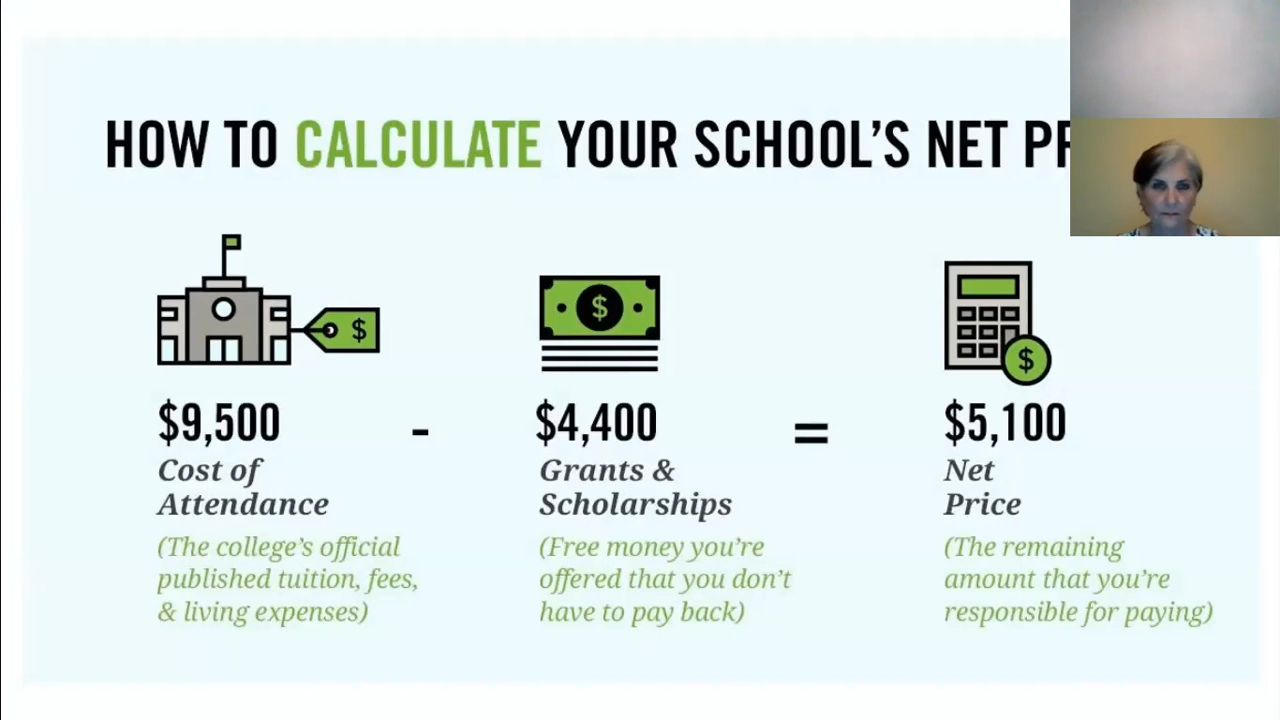 HOW TO CALCULATE YOUR SCHOOL'S NET
$
$
$
$9,500 - $4,400 = $5,100
Cost of Grants & Net
Attendance Scholarships Price
(The college's official (Free money you're (The remaining
published tuition, fees, offered that you don't amount that you're
& living expenses) have to pay back) responsible for paying)